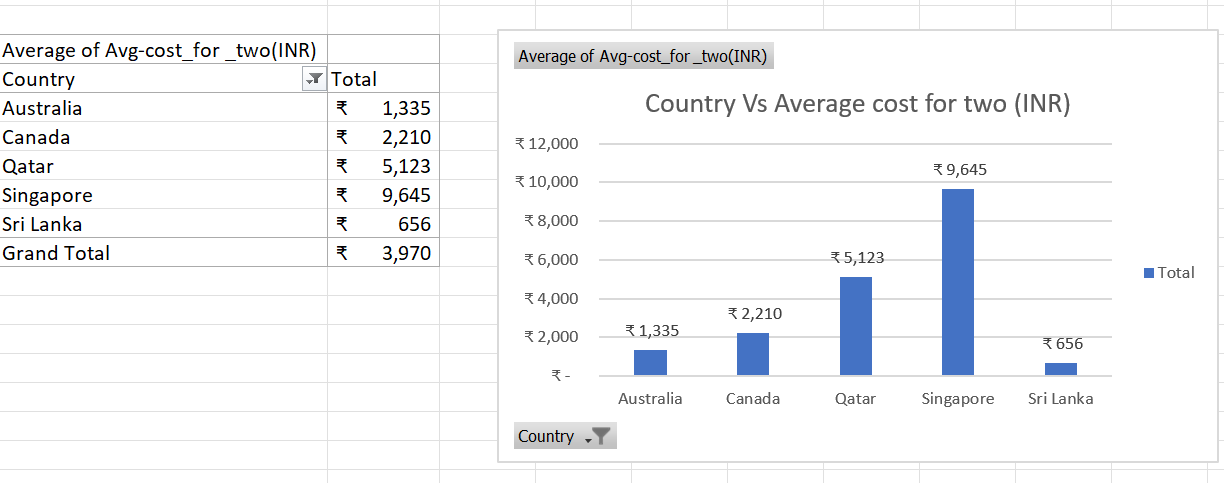 Average of Avg-cost_for _two(INR)
Country Total
Australia ₹ 1,335
Canada ₹ 2,210
Qatar ₹ 5,123
Singapore ₹ 9,645
Sri Lanka ₹ 656
Grand Total ₹ 3,970
Average of Avg-cost_for _two(INR)
Country Vs Average cost for two (INR)
₹ 12,000
₹ 10,000
₹ 8,000
₹ 6,000
₹ 4,000
₹ 2,000
₹ -
₹ 1,335
₹ 2,210
₹ 5,123
₹ 9,645
₹ 656
Australia Canada Qatar Singapore Sri Lanka
Total
Country